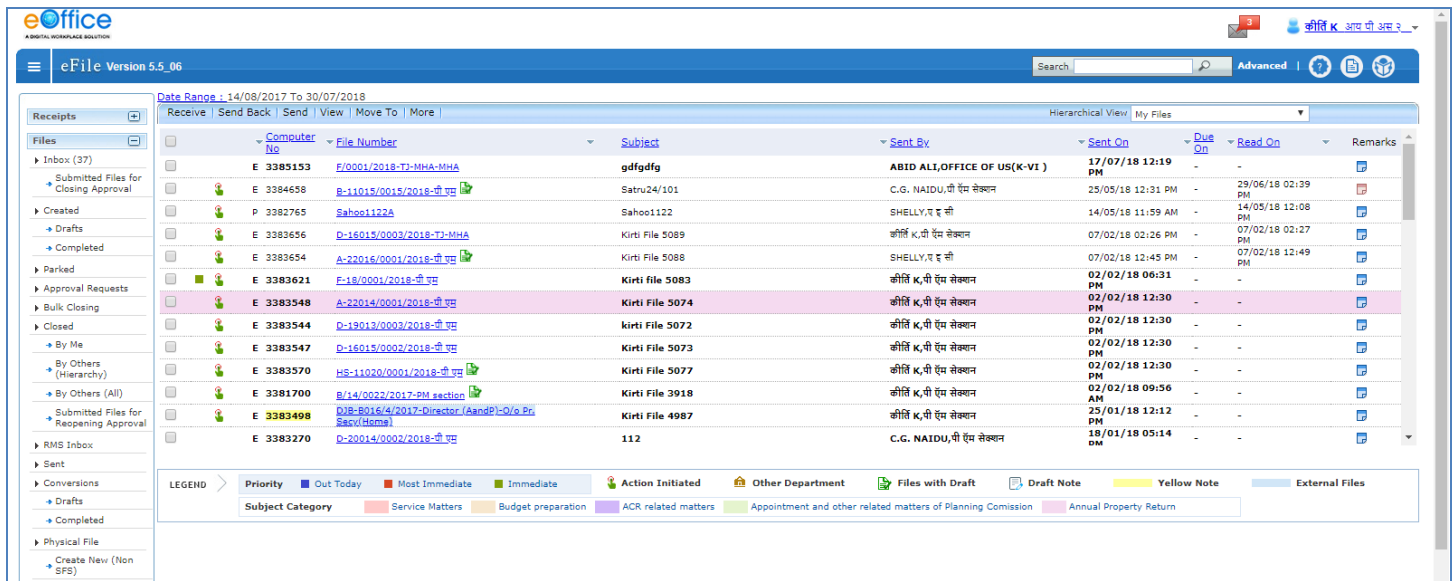 eOffice
A DIGITAL WORKPLACE SOLUTION
3
कीर्ति K आय पी अस २
eFile Version 5.5_06
Search
Advanced
Date Range : 14/08/2017 To 30/07/2018
Receive | Send Back | Send | View | Move To | More |
Hierarchical View My Files
Receipts
Files
Inbox (37)
Submitted Files for Closing Approval
Created
Drafts
Completed
Parked
Approval Requests
Bulk Closing
Closed
By Me
By Others (Hierarchy)
By Others (All)
Submitted Files for Reopening Approval
RMS Inbox
Sent
Conversions
Drafts
Completed
Physical File
Create New (Non SFS)
Computer No File Number Subject Sent By Sent On Due On Read On Remarks
E 3385153 F/0001/2018-TJ-MHA-MHA gdfgdfg ABID ALI,OFFICE OF US(K-VI ) 17/07/18 12:19 PM - -
E 3384658 B-11015/0015/2018-पी एम Satru24/101 C.G. NAIDU,पी ऍम सेक्शन 25/05/18 12:31 PM - 29/06/18 02:39 PM
P 3382765 Sahoo1122A Sahoo1122 SHELLY,ए इ सी 14/05/18 11:59 AM - 14/05/18 12:08 PM
E 3383656 D-16015/0003/2018-TJ-MHA Kirti File 5089 कीर्ति K,पी ऍम सेक्शन 07/02/18 02:26 PM - 07/02/18 02:27 PM
E 3383654 A-22016/0001/2018-पी एम Kirti File 5088 SHELLY,ए इ सी 07/02/18 12:45 PM - 07/02/18 12:49 PM
E 3383621 F-18/0001/2018-पी एम Kirti file 5083 कीर्ति K,पी ऍम सेक्शन 02/02/18 06:31 PM - -
E 3383548 A-22014/0001/2018-पी एम Kirti File 5074 कीर्ति K,पी ऍम सेक्शन 02/02/18 12:30 PM - -
E 3383544 D-19013/0003/2018-पी एम kirti File 5072 कीर्ति K,पी ऍम सेक्शन 02/02/18 12:30 PM - -
E 3383547 D-16015/0002/2018-पी एम Kirti File 5073 कीर्ति K,पी ऍम सेक्शन 02/02/18 12:30 PM - -
E 3383570 HS-11020/0001/2018-पी एम Kirti File 5077 कीर्ति K,पी ऍम सेक्शन 02/02/18 12:30 PM - -
E 3381700 B/14/0022/2017-PM section Kirti File 3918 कीर्ति K,पी ऍम सेक्शन 02/02/18 09:56 AM - -
E 3383498 DJB-B016/4/2017-Director (AandP)-O/o Pr. Secy(Home) Kirti File 4987 कीर्ति K,पी ऍम सेक्शन 25/01/18 12:12 PM - -
E 3383270 D-20014/0002/2018-पी एम 112 C.G. NAIDU,पी ऍम सेक्शन 18/01/18 05:14 PM - -
LEGEND Priority Out Today Most Immediate Immediate Action Initiated Other Department Files with Draft Draft Note Yellow Note External Files
Subject Category Service Matters Budget preparation ACR related matters Appointment and other related matters of Planning Comission Annual Property Return